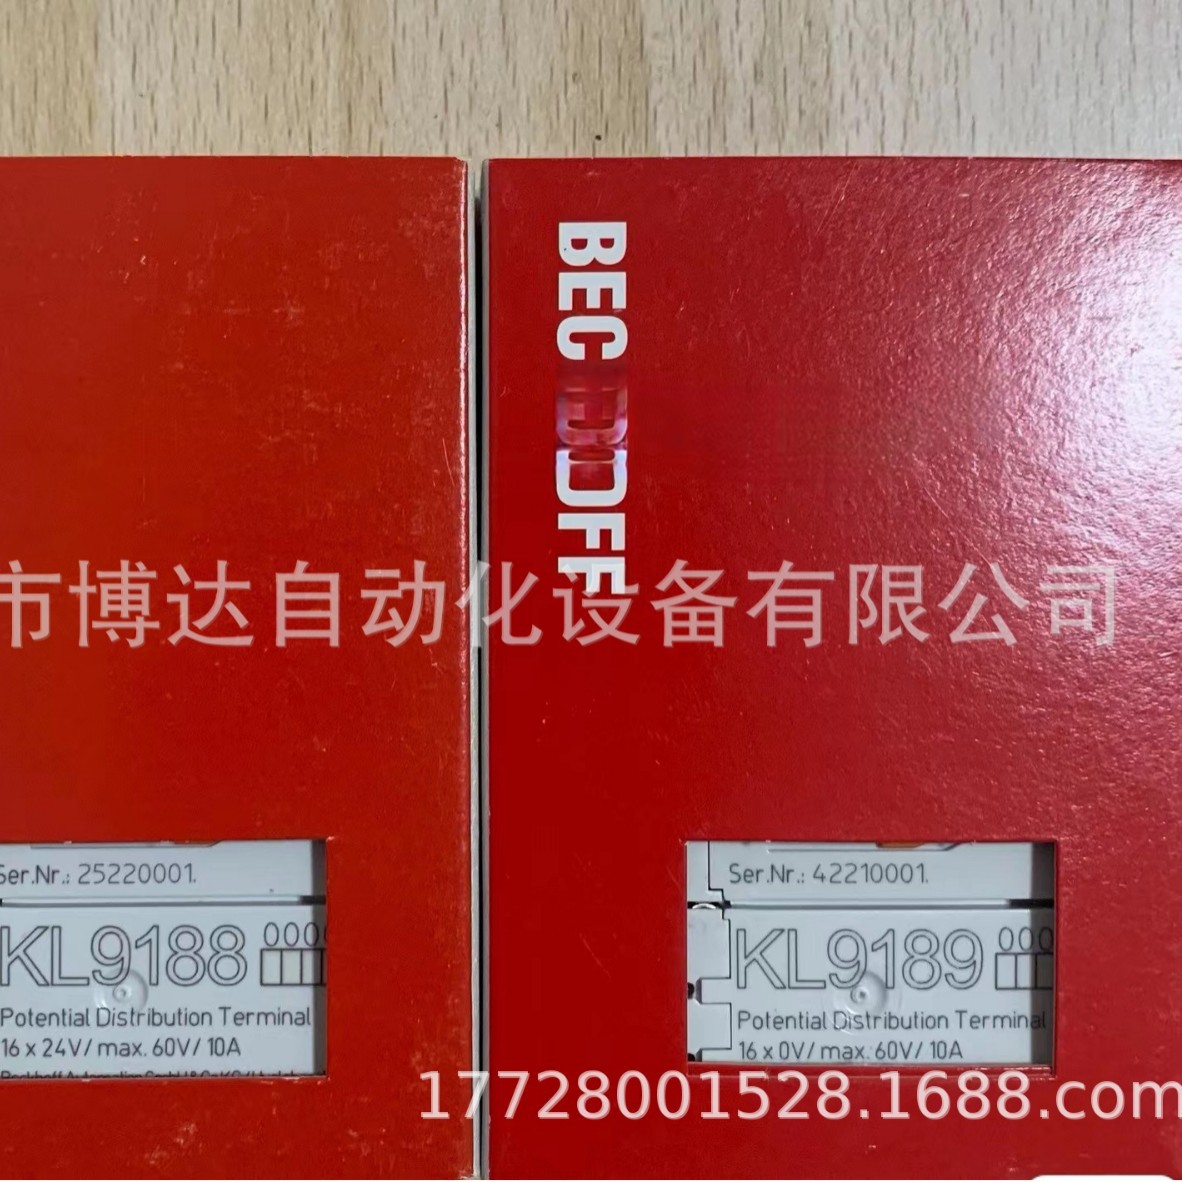 BEC
OFF
市博达自动化设备有限公司
Ser.Nr.: 25220001.
KL9188
Potential Distribution Terminal
16 x 24V/ max. 60V/ 10A
Ser.Nr.: 42210001.
KL9189
Potential Distribution Terminal
16 x 0V/ max. 60V/ 10A
17728001528.1688.com